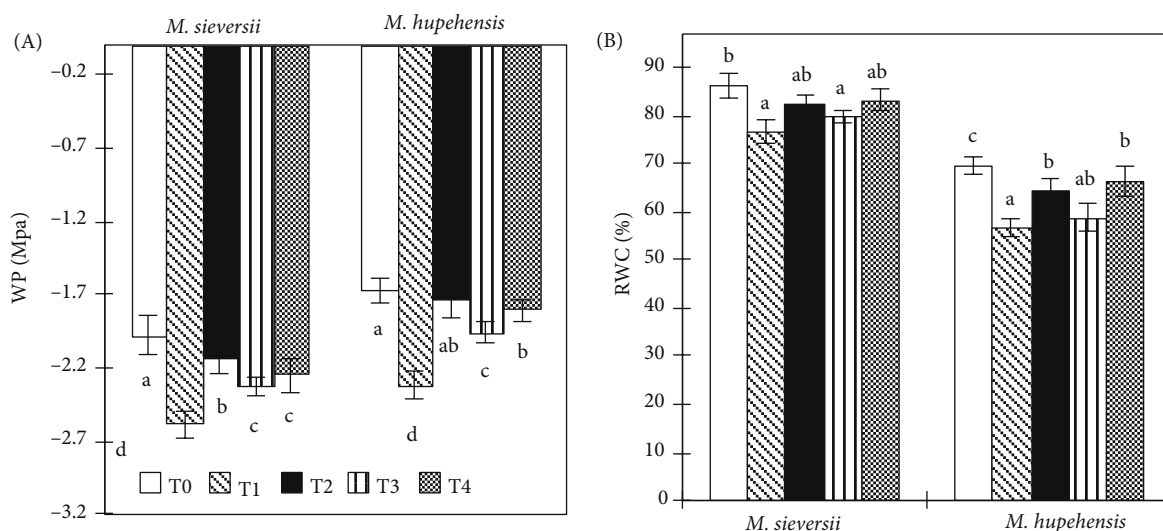 (A)
M. sieversii M. hupehensis
−0.2
−0.7
−1.2
−1.7
−2.2
−2.7
−3.2
WP (Mpa)
a b c c
d
a ab c b
d
T0 T1 T2 T3 T4
(B)
90
80
70
60
50
40
30
20
10
0
RWC (%)
b a ab a ab
c a b ab b
M. sieversii M. hupehensis